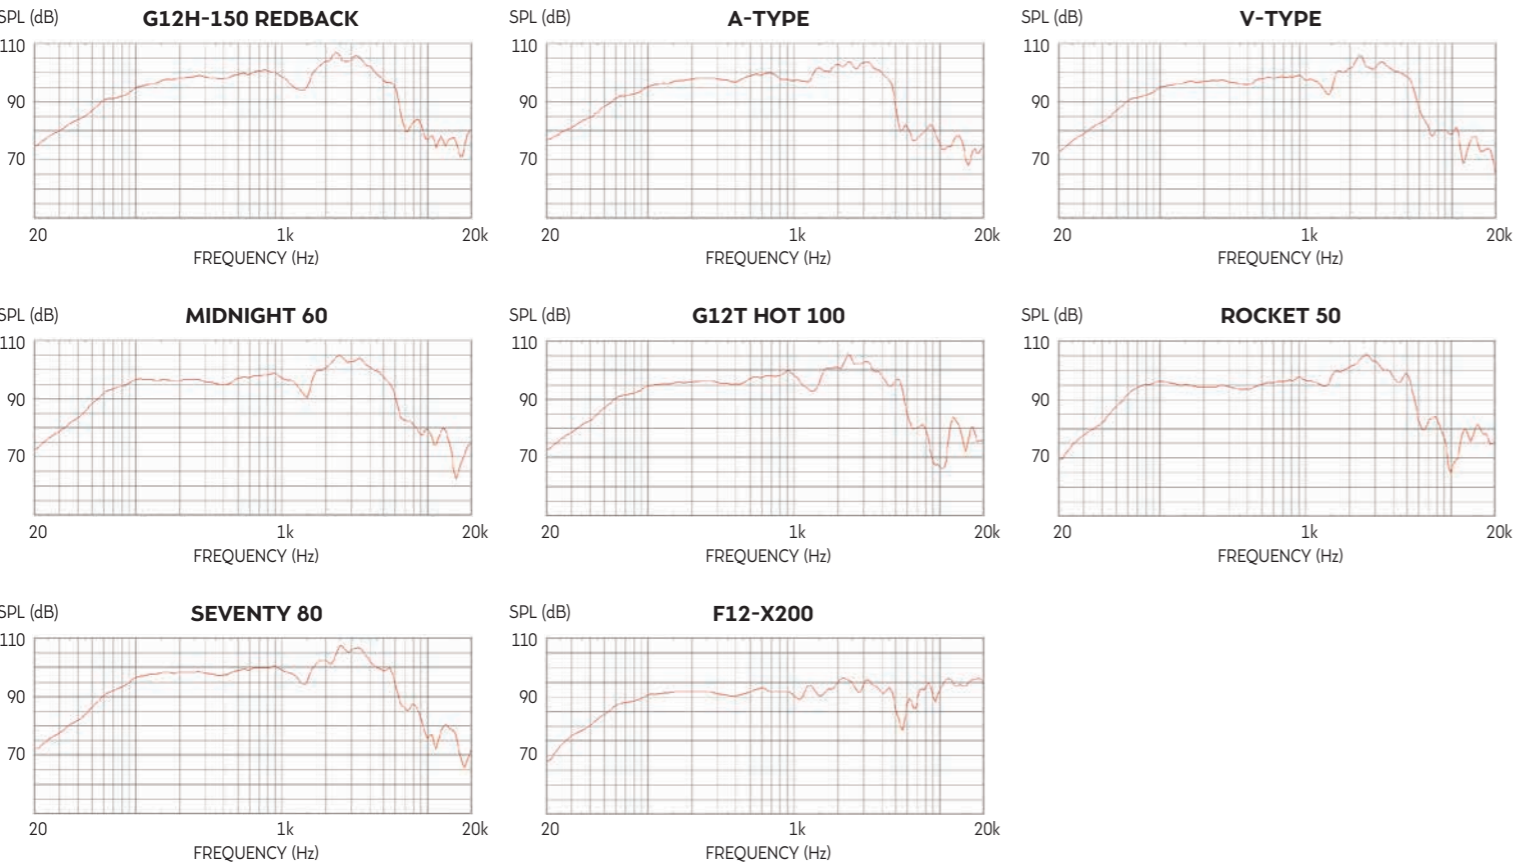 SPL (dB) G12H-150 REDBACK
110
90
70
20 1k 20k
FREQUENCY (Hz)
SPL (dB) A-TYPE
110
90
70
20 1k 20k
FREQUENCY (Hz)
SPL (dB) V-TYPE
110
90
70
20 1k 20k
FREQUENCY (Hz)
SPL (dB) MIDNIGHT 60
110
90
70
20 1k 20k
FREQUENCY (Hz)
SPL (dB) G12T HOT 100
110
90
70
20 1k 20k
FREQUENCY (Hz)
SPL (dB) ROCKET 50
110
90
70
20 1k 20k
FREQUENCY (Hz)
SPL (dB) SEVENTY 80
110
90
70
20 1k 20k
FREQUENCY (Hz)
SPL (dB) F12-X200
110
90
70
20 1k 20k
FREQUENCY (Hz)